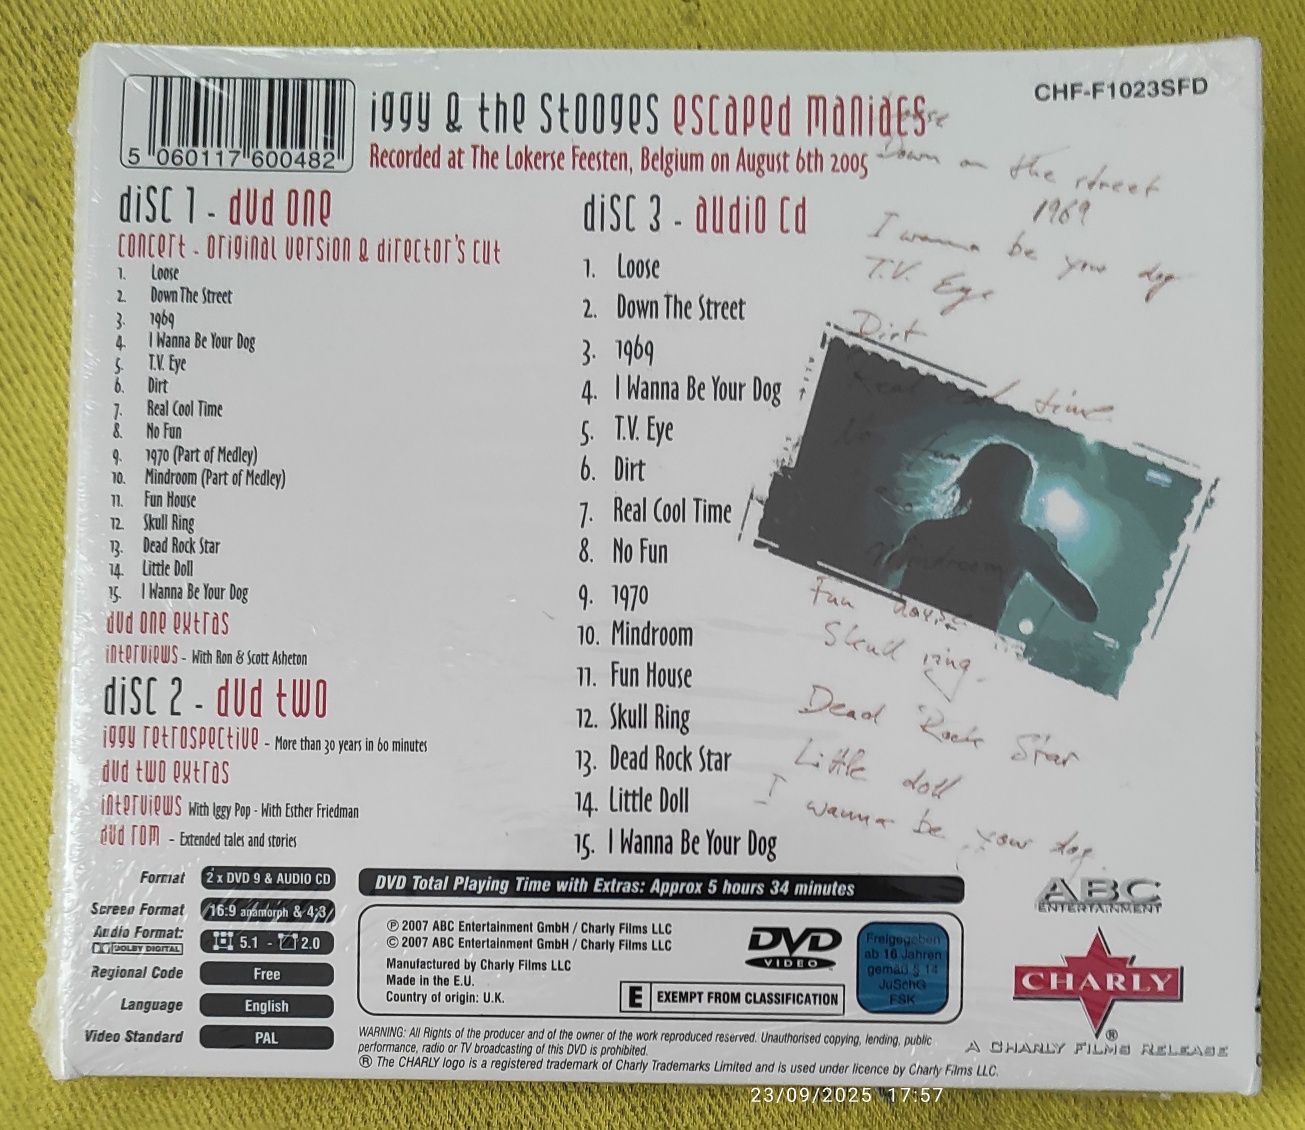 5 060117 600482
iggy & the stooges escaped maniacs
Recorded at The Lokerse Feesten, Belgium on August 6th 2005
CHF-F1023SFD
disc 1 - dvd one
concert - original version & director's cut
1. Loose
2. Down The Street
3. 1969
4. I Wanna Be Your Dog
5. T.V. Eye
6. Dirt
7. Real Cool Time
8. No Fun
9. 1970 (Part of Medley)
10. Mindroom (Part of Medley)
11. Fun House
12. Skull Ring
13. Dead Rock Star
14. Little Doll
15. I Wanna Be Your Dog
dvd one extras
interviews - With Ron & Scott Asheton
disc 2 - dvd two
iggy retrospective - More than 30 years in 60 minutes
dvd two extras
interviews With Iggy Pop - With Esther Friedman
dvd rom - Extended tales and stories
disc 3 - audio cd
1. Loose
2. Down The Street
3. 1969
4. I Wanna Be Your Dog
5. T.V. Eye
6. Dirt
7. Real Cool Time
8. No Fun
9. 1970
10. Mindroom
11. Fun House
12. Skull Ring
13. Dead Rock Star
14. Little Doll
15. I Wanna Be Your Dog
Down on the street
1969
I wanna be your dog
T.V. Eye
Dirt
Real cool time
No fun
Mindroom
Fun house
Skull ring.
Dead Rock Star
Little doll
I wanna be your dog.
Format 2 x DVD 9 & AUDIO CD
Screen Format 16:9 anamorph & 4:3
Audio Format: 5.1 - 2.0
DOLBY DIGITAL
Regional Code Free
Language English
Video Standard PAL
DVD Total Playing Time with Extras: Approx 5 hours 34 minutes
℗ 2007 ABC Entertainment GmbH / Charly Films LLC
© 2007 ABC Entertainment GmbH / Charly Films LLC
Manufactured by Charly Films LLC
Made in the E.U.
Country of origin: U.K.
DVD
VIDEO
E EXEMPT FROM CLASSIFICATION
Freigegeben
ab 16 Jahren
gemäß § 14
JuSchG
FSK
WARNING: All Rights of the producer and of the owner of the work reproduced reserved. Unauthorised copying, lending, public
performance, radio or TV broadcasting of this DVD is prohibited.
® The CHARLY logo is a registered trademark of Charly Trademarks Limited and is used under licence by Charly Films LLC.
ABC
ENTERTAINMENT
CHARLY
®
A CHARLY FILMS RELEASE
23/09/2025 17:57